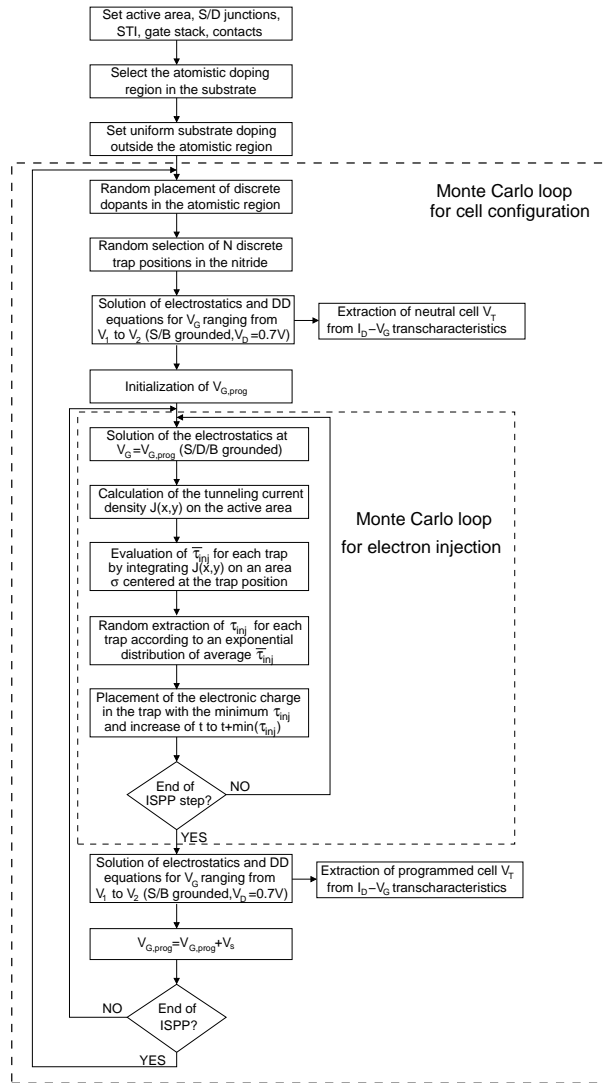 Set active area, S/D junctions,
STI, gate stack, contacts
Select the atomistic doping
region in the substrate
Set uniform substrate doping
outside the atomistic region
Monte Carlo loop
for cell configuration
Random placement of discrete
dopants in the atomistic region
Random selection of N discrete
trap positions in the nitride
Solution of electrostatics and DD
equations for V_G ranging from
V_1 to V_2 (S/B grounded,V_D=0.7V)
Extraction of neutral cell V_T
from I_D−V_G transcharacteristics
Initialization of V_G,prog
Solution of the electrostatics at
V_G=V_G,prog (S/D/B grounded)
Calculation of the tunneling current
density J(x,y) on the active area
Monte Carlo loop
for electron injection
Evaluation of τ̅_inj for each trap
by integrating J(x,y) on an area
σ centered at the trap position
Random extraction of τ_inj for each
trap according to an exponential
distribution of average τ̅_inj
Placement of the electronic charge
in the trap with the minimum τ_inj
and increase of t to t+min(τ_inj)
End of
ISPP step?
NO
YES
Solution of electrostatics and DD
equations for V_G ranging from
V_1 to V_2 (S/B grounded,V_D=0.7V)
Extraction of programmed cell V_T
from I_D−V_G transcharacteristics
V_G,prog=V_G,prog+V_s
NO
End of
ISPP?
YES